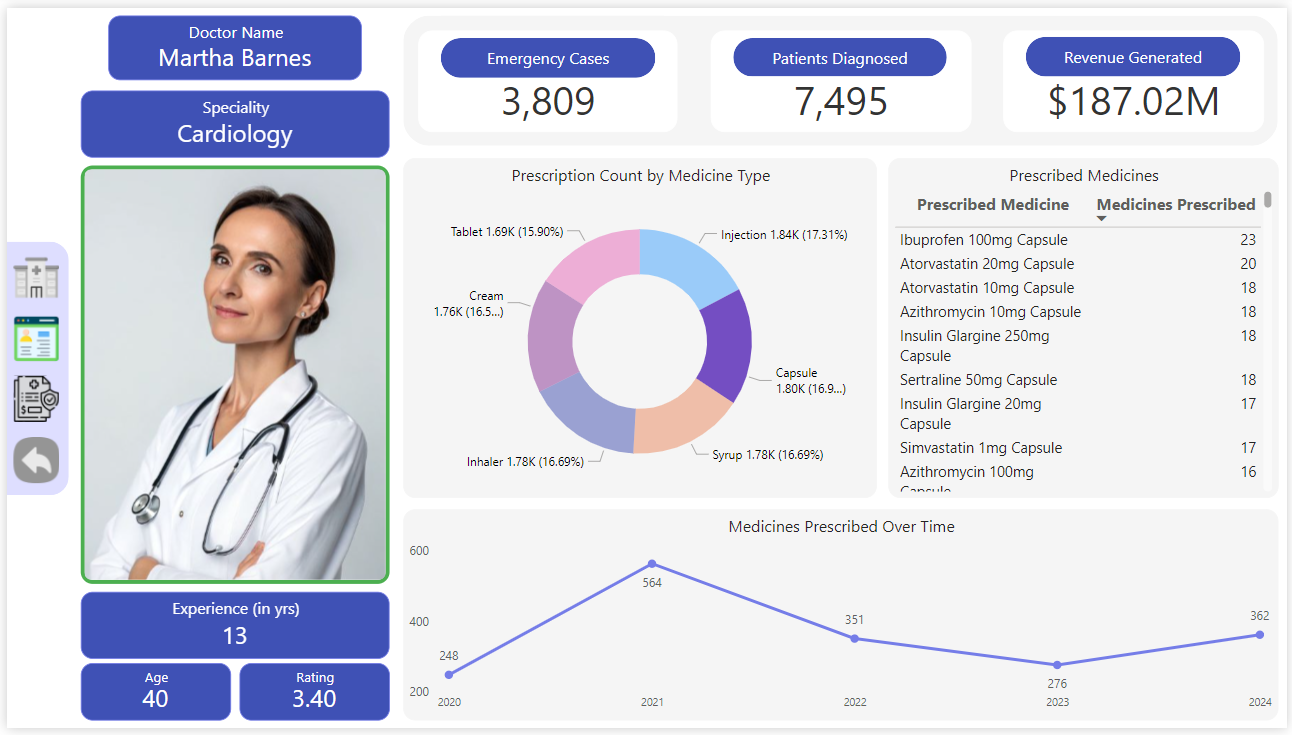 Doctor Name
Martha Barnes
Speciality
Cardiology
Experience (in yrs)
13
Age
40
Rating
3.40
Emergency Cases
3,809
Patients Diagnosed
7,495
Revenue Generated
$187.02M
Prescription Count by Medicine Type
Tablet 1.69K (15.90%)
Injection 1.84K (17.31%)
Cream
1.76K (16.5...)
Capsule
1.80K (16.9...)
Inhaler 1.78K (16.69%)
Syrup 1.78K (16.69%)
Prescribed Medicines
Prescribed Medicine Medicines Prescribed
Ibuprofen 100mg Capsule 23
Atorvastatin 20mg Capsule 20
Atorvastatin 10mg Capsule 18
Azithromycin 10mg Capsule 18
Insulin Glargine 250mg 18
Capsule
Sertraline 50mg Capsule 18
Insulin Glargine 20mg 17
Capsule
Simvastatin 1mg Capsule 17
Azithromycin 100mg 16
Capsule
Medicines Prescribed Over Time
600
400
200
248
564
351
276
362
2020 2021 2022 2023 2024